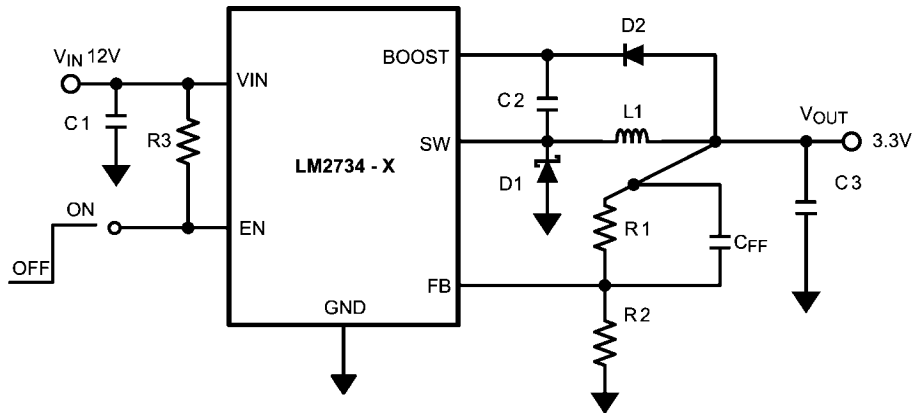 D2
VIN 12V
BOOST
VIN
C1
C2
L1
VOUT
R3
SW
3.3V
LM2734 - X
D1
C3
ON
EN
R1
CFF
OFF
FB
GND
R2